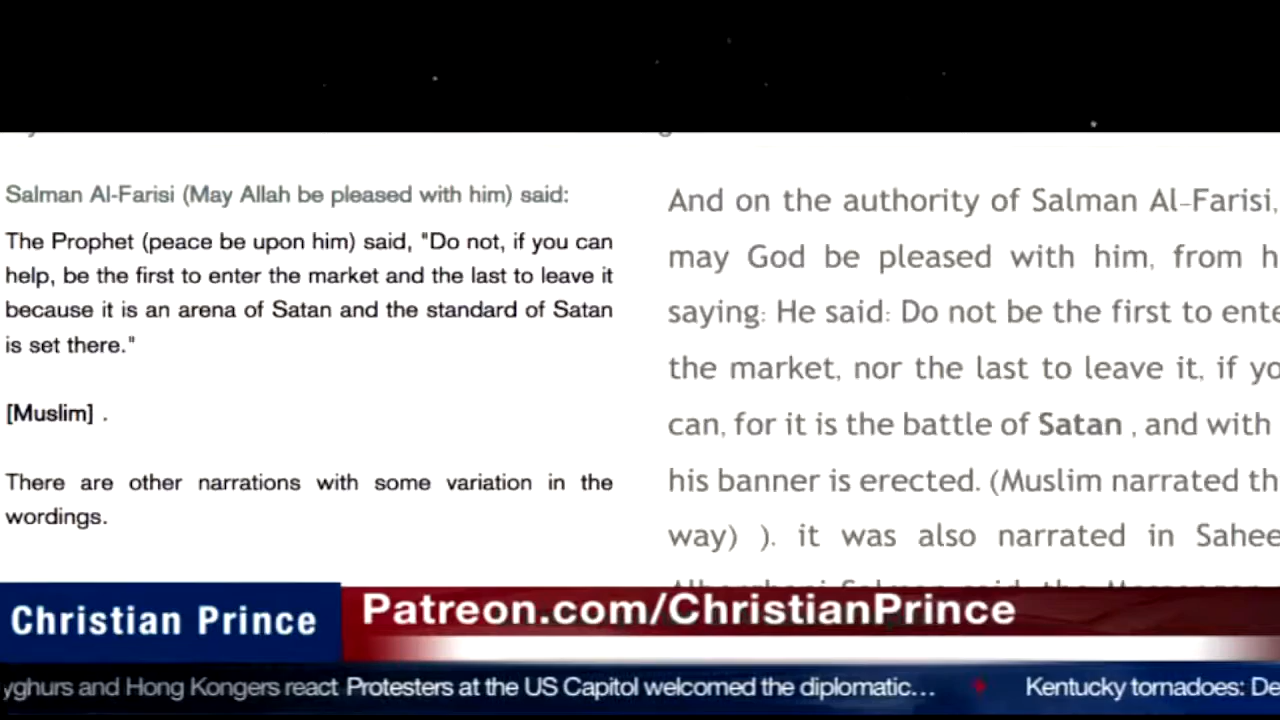 Salman Al-Farisi (May Allah be pleased with him) said:
The Prophet (peace be upon him) said, "Do not, if you can
help, be the first to enter the market and the last to leave it
because it is an arena of Satan and the standard of Satan
is set there."
[Muslim] .
There are other narrations with some variation in the
wordings.
And on the authority of Salman Al-Farisi,
may God be pleased with him, from h
saying: He said: Do not be the first to ente
the market, nor the last to leave it, if yo
can, for it is the battle of Satan , and with
his banner is erected. (Muslim narrated th
way) ). it was also narrated in Sahee
Christian Prince
Patreon.com/ChristianPrince
yghurs and Hong Kongers react Protesters at the US Capitol welcomed the diplomatic... Kentucky tornadoes: De